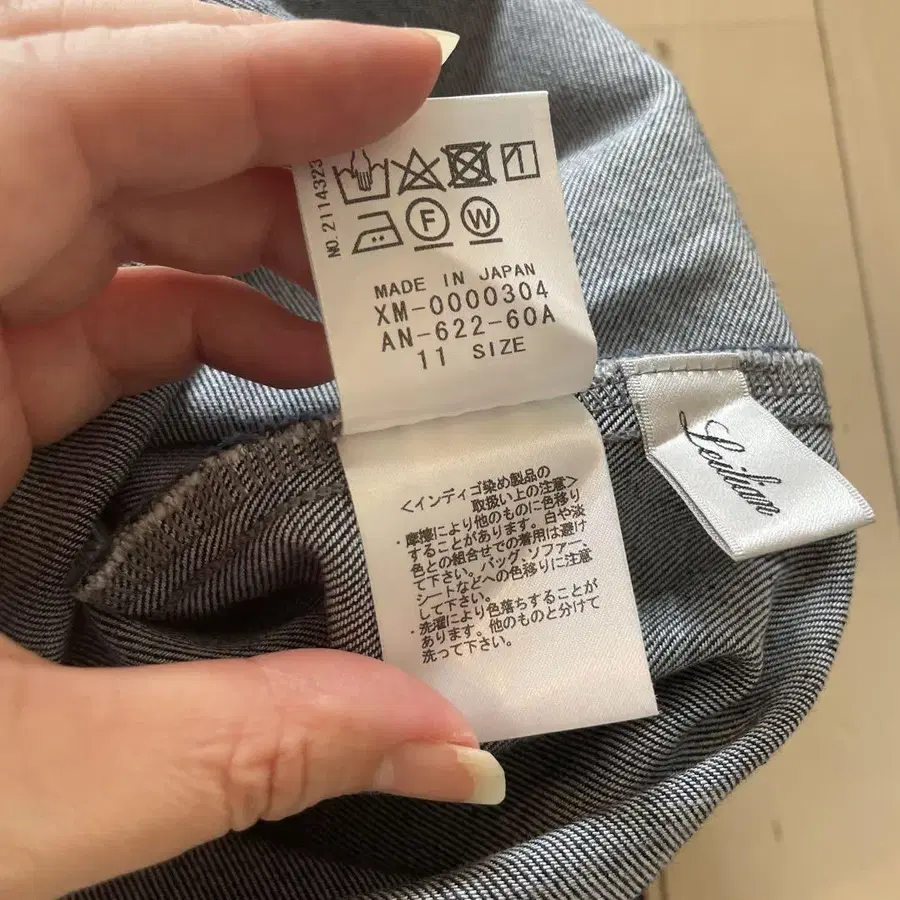 NO.2114323
F W
MADE IN JAPAN
XM-0000304
AN-622-60A
11 SIZE
Leilian
<インディゴ染め製品の
取扱い上の注意>
・摩擦により他のものに色移り
することがあります。白や淡
色との組合せでの着用は避け
て下さい。バッグ、ソファー、
シートなどへの色移りに注意
して下さい。
・洗濯により色落ちすることが
あります。他のものと分けて
洗って下さい。